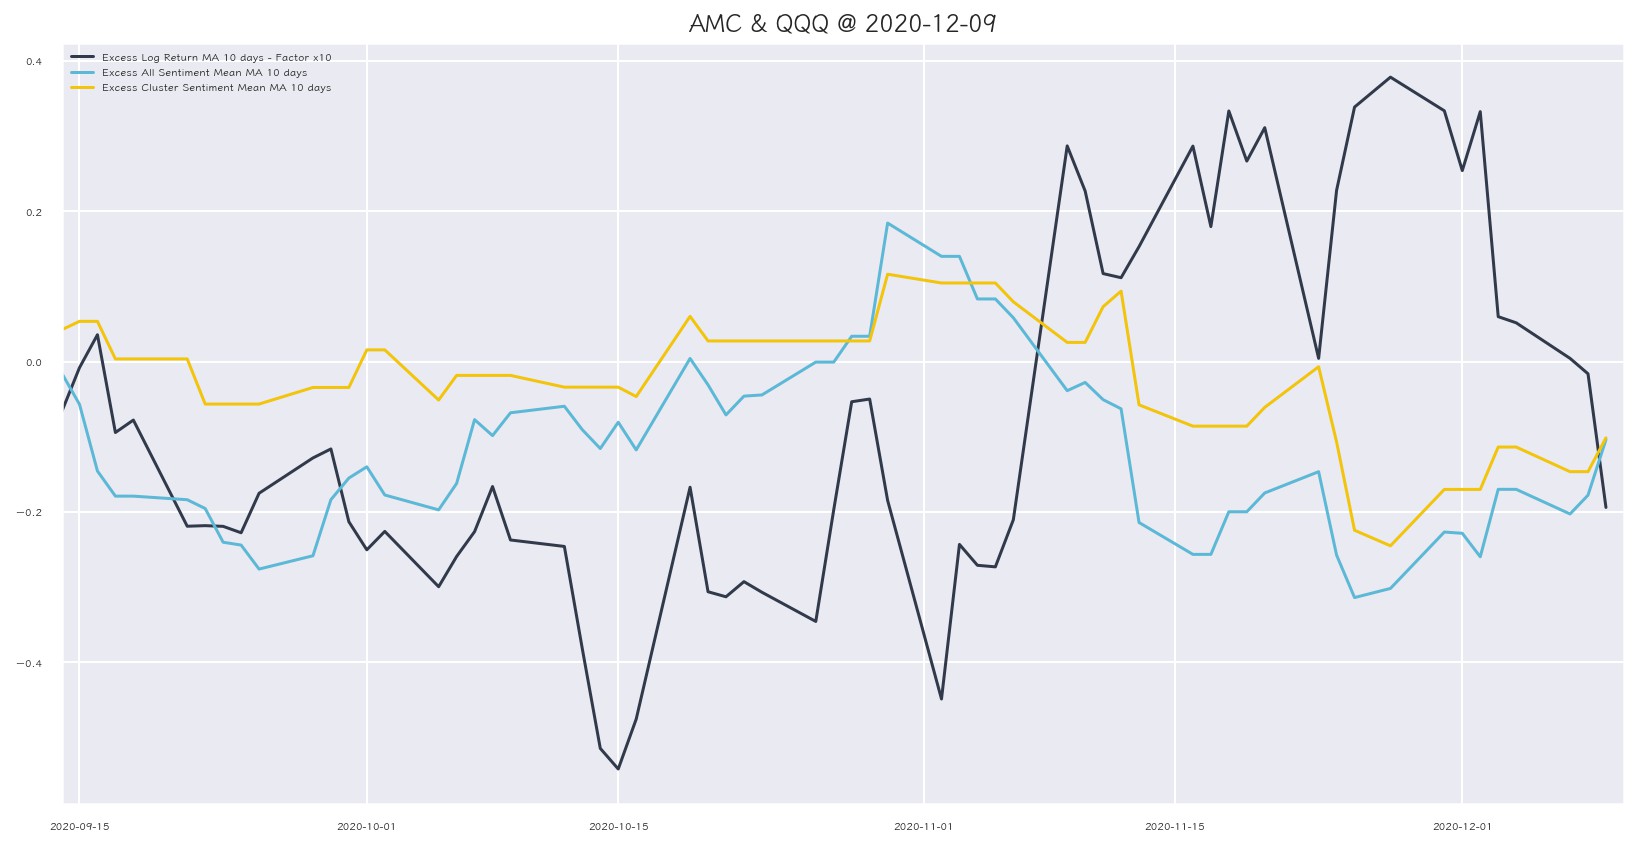 AMC & QQQ @ 2020-12-09
Excess Log Return MA 10 days - Factor x10
Excess All Sentiment Mean MA 10 days
Excess Cluster Sentiment Mean MA 10 days
0.4
0.2
0.0
−0.2
−0.4
2020-09-15
2020-10-01
2020-10-15
2020-11-01
2020-11-15
2020-12-01